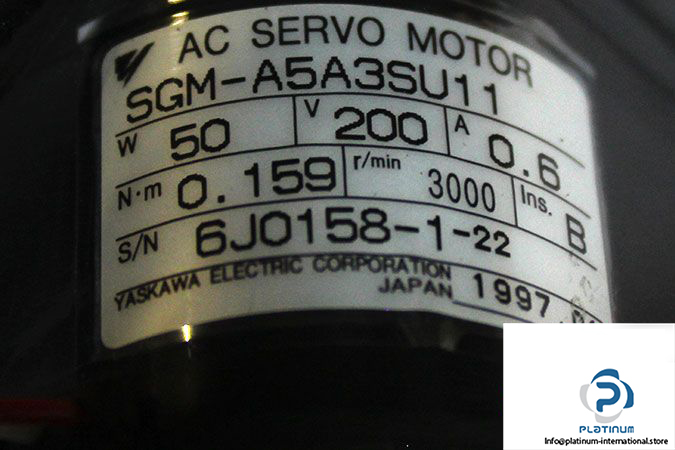 AC SERVO MOTOR
SGM-A5A3SU11
W 50 V 200 A 0.6
N·m 0.159 r/min 3000 Ins. B
S/N 6J0158-1-22
YASKAWA ELECTRIC CORPORATION
JAPAN 1997
PLATINUM
Info@platinum-international.store